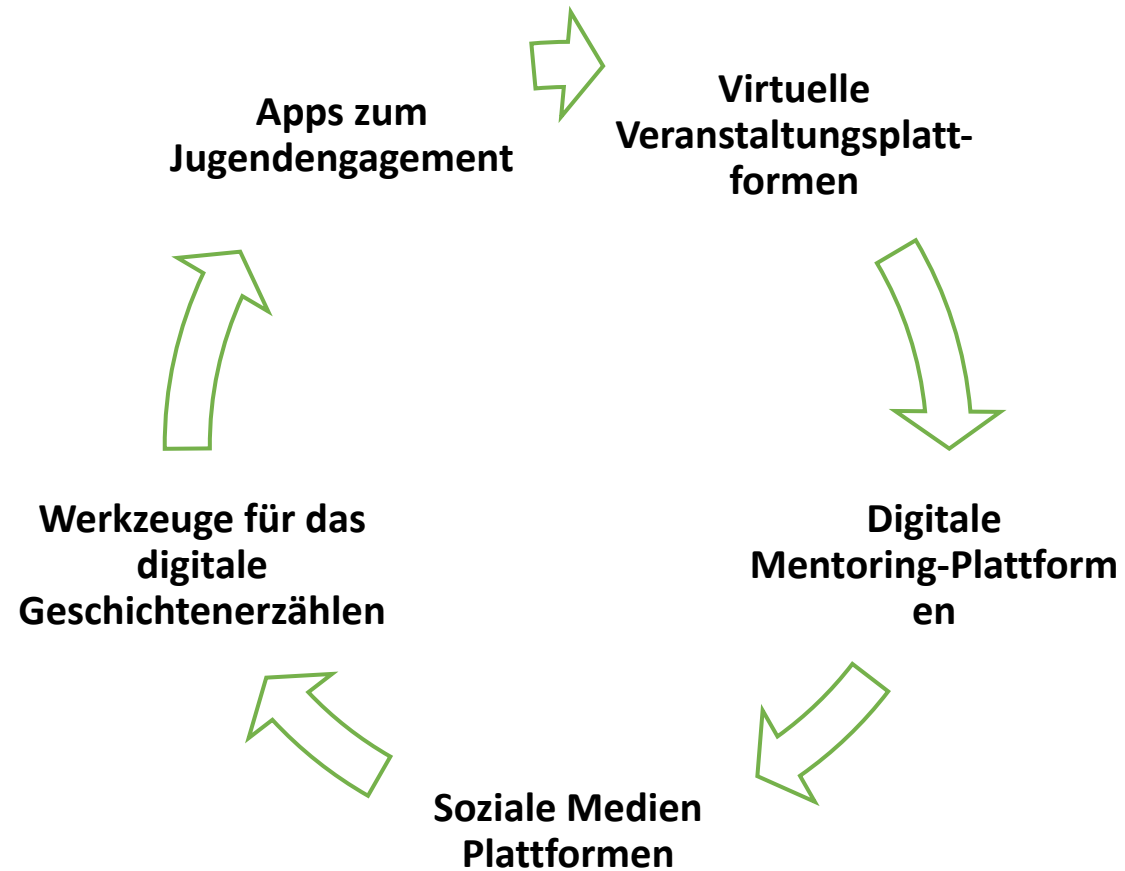 Apps zum
Jugendengagement
Virtuelle
Veranstaltungsplatt-
formen
Digitale
Mentoring-Plattform
en
Soziale Medien
Plattformen
Werkzeuge für das
digitale
Geschichtenerzählen